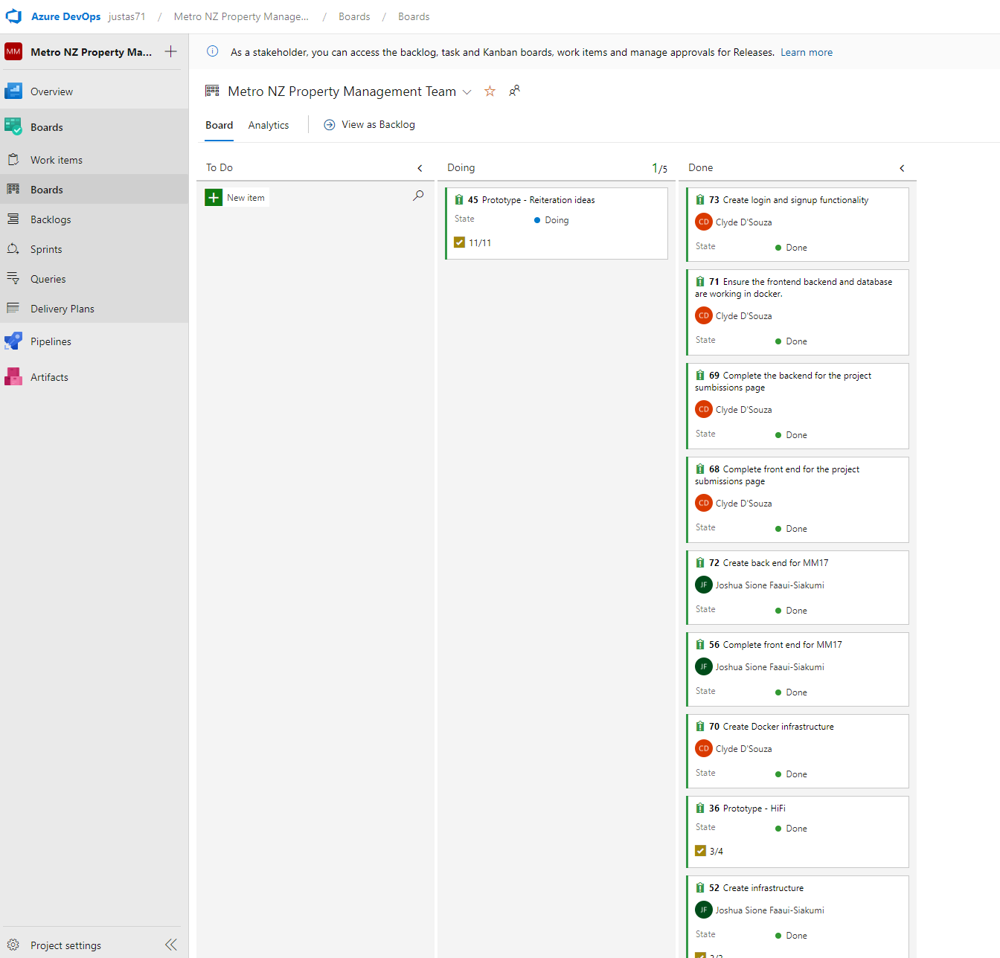 Azure DevOps justas71 / Metro NZ Property Manage... / Boards / Boards
MM Metro NZ Property Ma...
As a stakeholder, you can access the backlog, task and Kanban boards, work items and manage approvals for Releases. Learn more
Overview
Boards
Work items
Boards
Backlogs
Sprints
Queries
Delivery Plans
Pipelines
Artifacts
Project settings
Metro NZ Property Management Team
Board Analytics View as Backlog
To Do
New item
Doing 1/5
45 Prototype - Reiteration ideas
State Doing
11/11
Done
73 Create login and signup functionality
CD Clyde D'Souza
State Done
71 Ensure the frontend backend and database
are working in docker.
CD Clyde D'Souza
State Done
69 Complete the backend for the project
sumbissions page
CD Clyde D'Souza
State Done
68 Complete front end for the project
submissions page
CD Clyde D'Souza
State Done
72 Create back end for MM17
JF Joshua Sione Faaui-Siakumi
State Done
56 Complete front end for MM17
JF Joshua Sione Faaui-Siakumi
State Done
70 Create Docker infrastructure
CD Clyde D'Souza
State Done
36 Prototype - HiFi
State Done
3/4
52 Create infrastructure
JF Joshua Sione Faaui-Siakumi
State Done